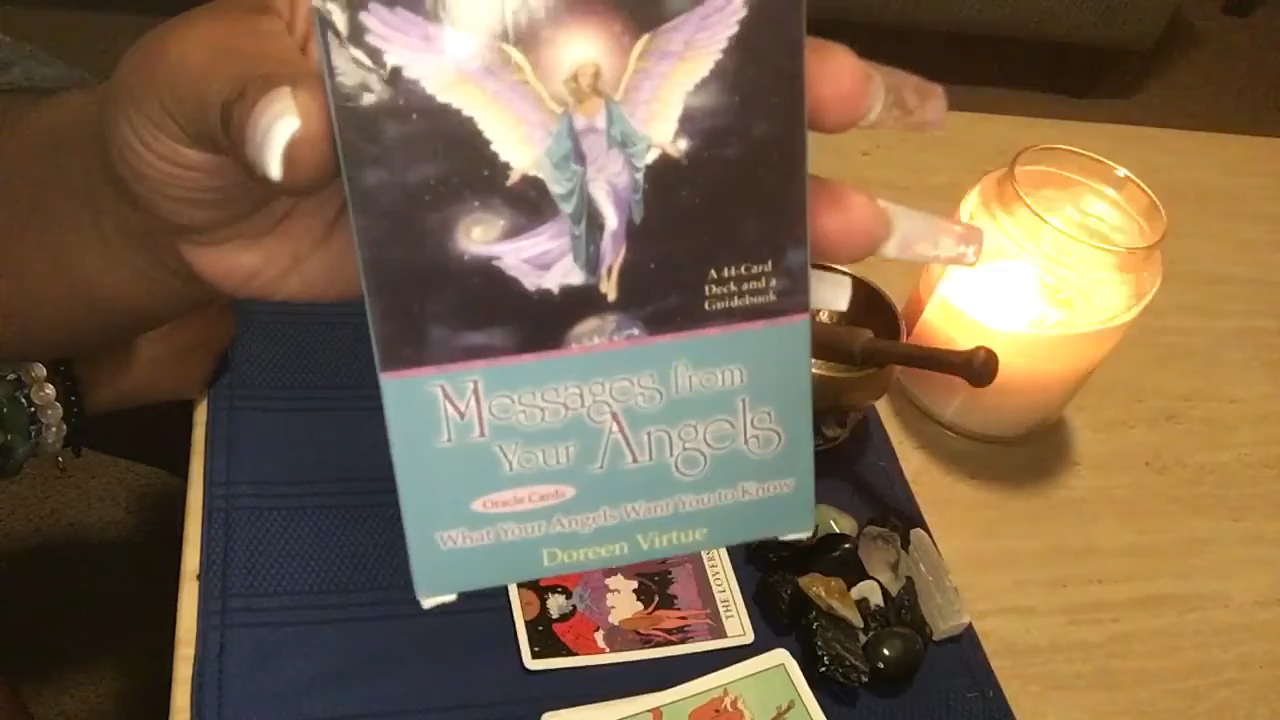 A 44-Card
Deck and a
Guidebook
Messages from
Your Angels
Oracle Cards
What Your Angels Want You to Know
Doreen Virtue
THE LOVERS